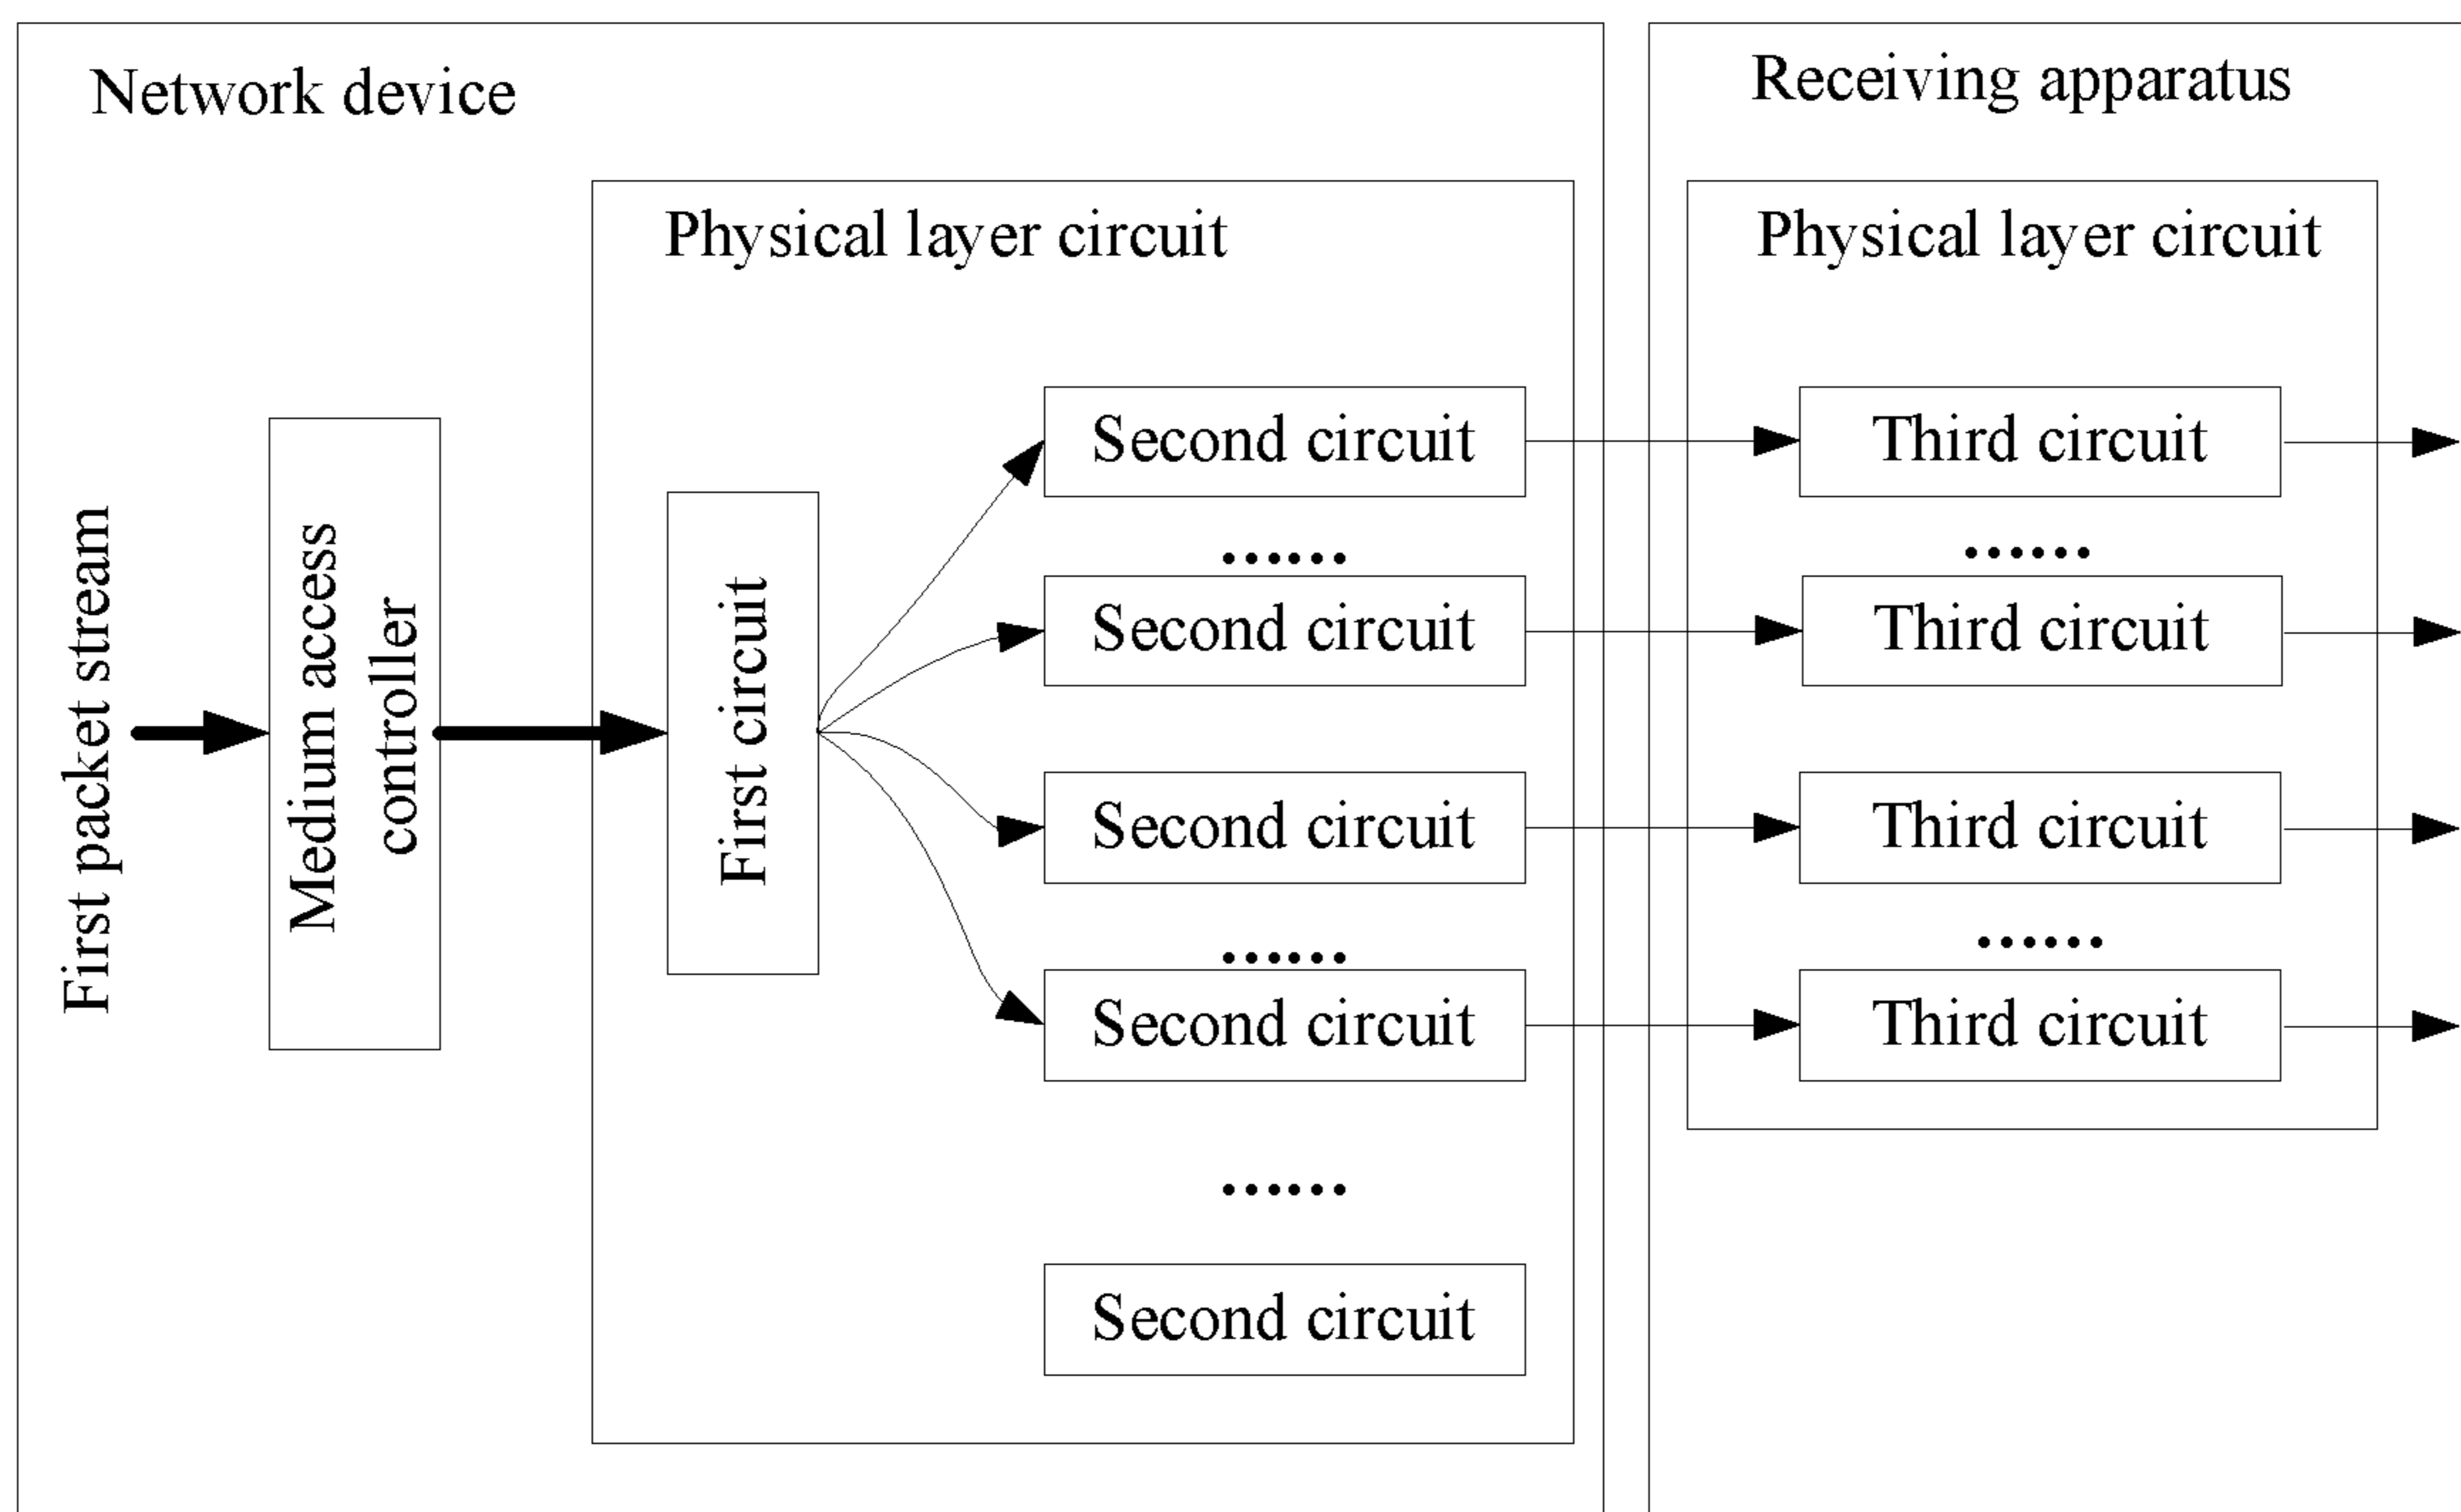 Network device
Receiving apparatus
Physical layer circuit
Physical layer circuit
First packet stream
Medium access
controller
First circuit
Second circuit
Third circuit
......
......
Second circuit
Third circuit
Second circuit
Third circuit
......
......
Second circuit
Third circuit
......
Second circuit